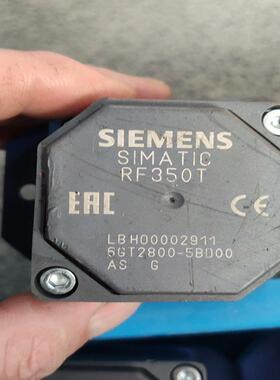 SIEMENS
SIMATIC
RF350T
EAC CE
LBH00002911
6GT2800-5BD00
AS G